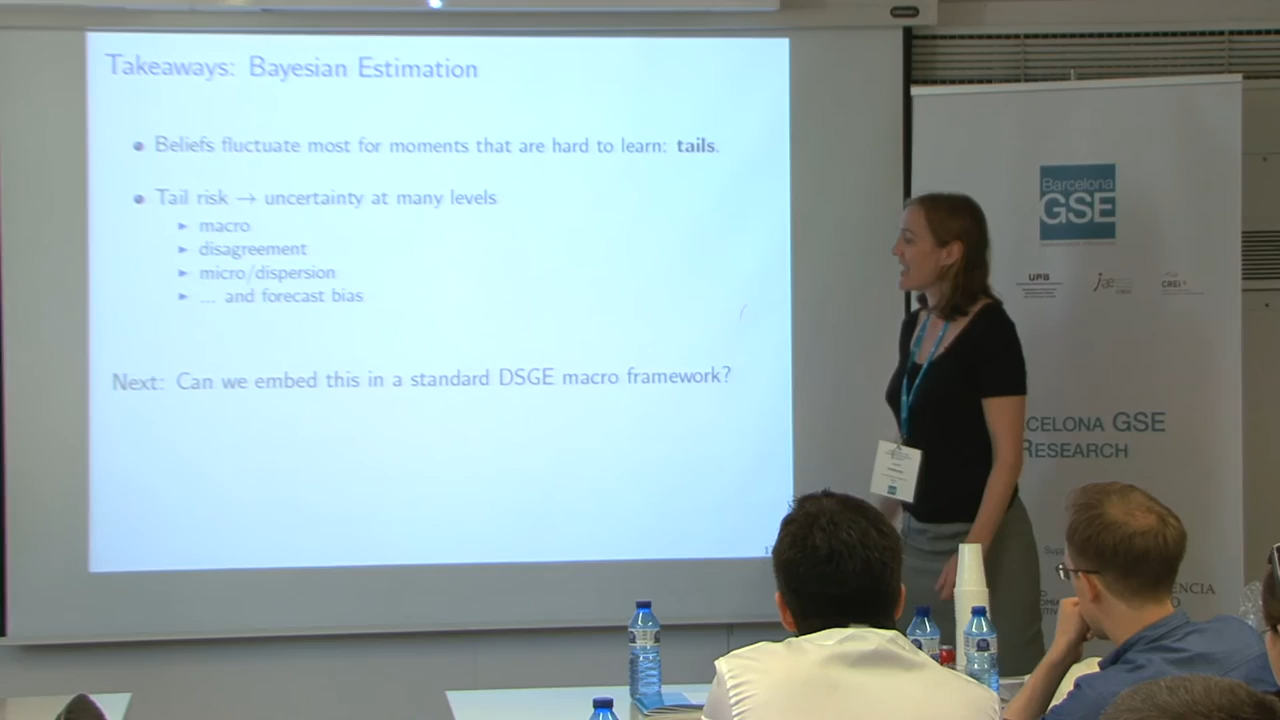 Takeaways: Bayesian Estimation
Beliefs fluctuate most for moments that are hard to learn: tails.
Tail risk → uncertainty at many levels
macro
disagreement
micro/dispersion
... and forecast bias
Next: Can we embed this in a standard DSGE macro framework?
Barcelona
GSE
UPB
CREi
CELONA GSE
RESEARCH
ENCIA